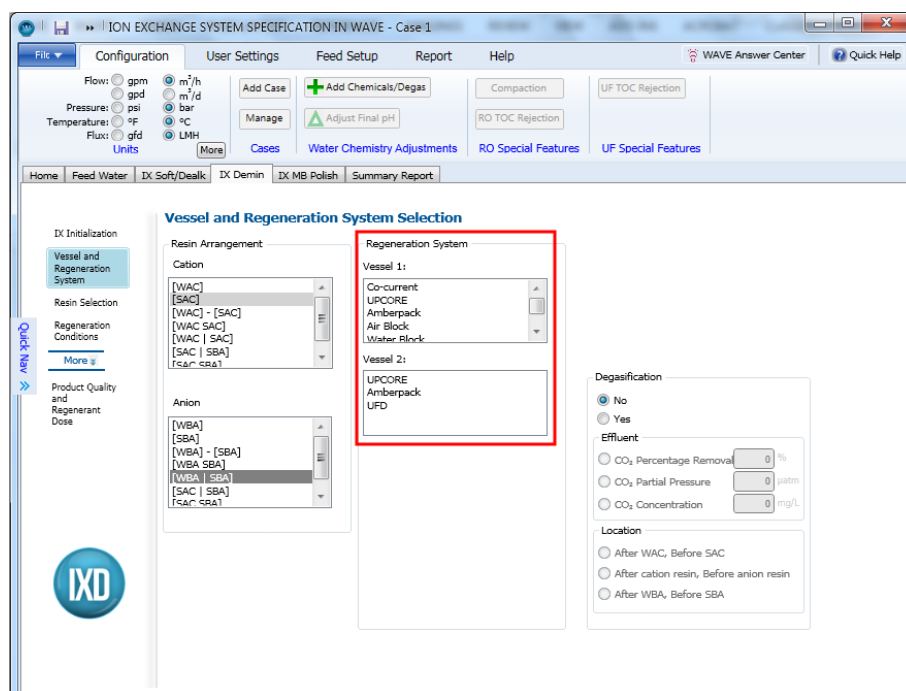 ION EXCHANGE SYSTEM SPECIFICATION IN WAVE - Case 1
File Configuration User Settings Feed Setup Report Help WAVE Answer Center Quick Help
Flow: gpm m³/h
gpd m³/d
Pressure: psi bar
Temperature: °F °C
Flux: gfd LMH
Units More
Add Case
Manage
Cases
Add Chemicals/Degas
Adjust Final pH
Water Chemistry Adjustments
Compaction
RO TOC Rejection
RO Special Features
UF TOC Rejection
UF Special Features
Home Feed Water IX Soft/Dealk IX Demin IX MB Polish Summary Report
Quick Nav
IX Initialization
Vessel and
Regeneration
System
Resin Selection
Regeneration
Conditions
More
Product Quality
and
Regenerant
Dose
IXD
Vessel and Regeneration System Selection
Resin Arrangement
Cation
[WAC]
[SAC]
[WAC] - [SAC]
[WAC SAC]
[WAC | SAC]
[SAC | SBA]
[SAC SBA]
Anion
[WBA]
[SBA]
[WBA] - [SBA]
[WBA SBA]
[WBA | SBA]
[SAC | SBA]
[SAC SBA]
Regeneration System
Vessel 1:
Co-current
UPCORE
Amberpack
Air Block
Water Block
Vessel 2:
UPCORE
Amberpack
UFD
Degasification
No
Yes
Effluent
CO₂ Percentage Removal 0 %
CO₂ Partial Pressure 0 µatm
CO₂ Concentration 0 mg/L
Location
After WAC, Before SAC
After cation resin, Before anion resin
After WBA, Before SBA